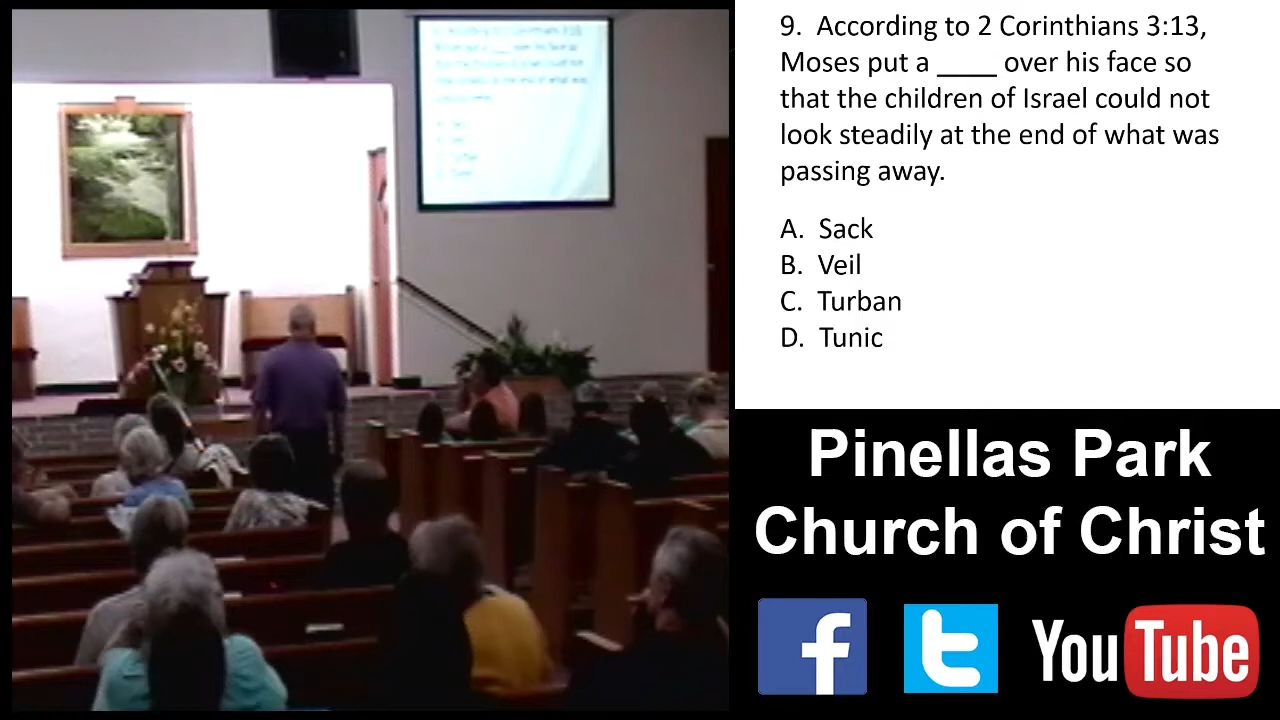 9. According to 2 Corinthians 3:13,
Moses put a ____ over his face so
that the children of Israel could not
look steadily at the end of what was
passing away.
A. Sack
B. Veil
C. Turban
D. Tunic
Pinellas Park
Church of Christ
f
t
YouTube